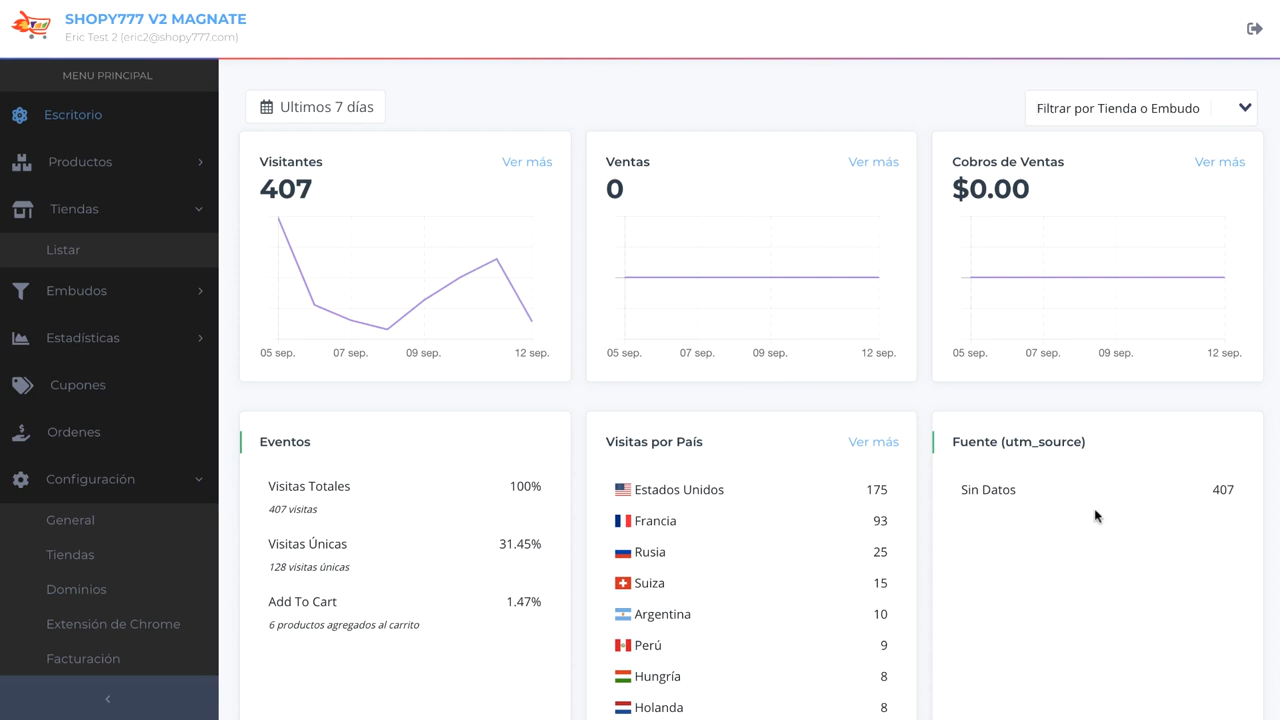 SHOPY777 V2 MAGNATE
Eric Test 2 (eric2@shopy777.com)
MENU PRINCIPAL
Escritorio
Productos
Tiendas
Listar
Embudos
Estadísticas
Cupones
Ordenes
Configuración
General
Tiendas
Dominios
Extensión de Chrome
Facturación
Ultimos 7 días
Filtrar por Tienda o Embudo
Visitantes Ver más
407
05 sep. 07 sep. 09 sep. 12 sep.
Ventas Ver más
0
05 sep. 07 sep. 09 sep. 12 sep.
Cobros de Ventas Ver más
$0.00
05 sep. 07 sep. 09 sep. 12 sep.
Eventos
Visitas Totales 100%
407 visitas
Visitas Únicas 31.45%
128 visitas únicas
Add To Cart 1.47%
6 productos agregados al carrito
Visitas por País Ver más
Estados Unidos 175
Francia 93
Rusia 25
Suiza 15
Argentina 10
Perú 9
Hungría 8
Holanda 8
Fuente (utm_source)
Sin Datos 407